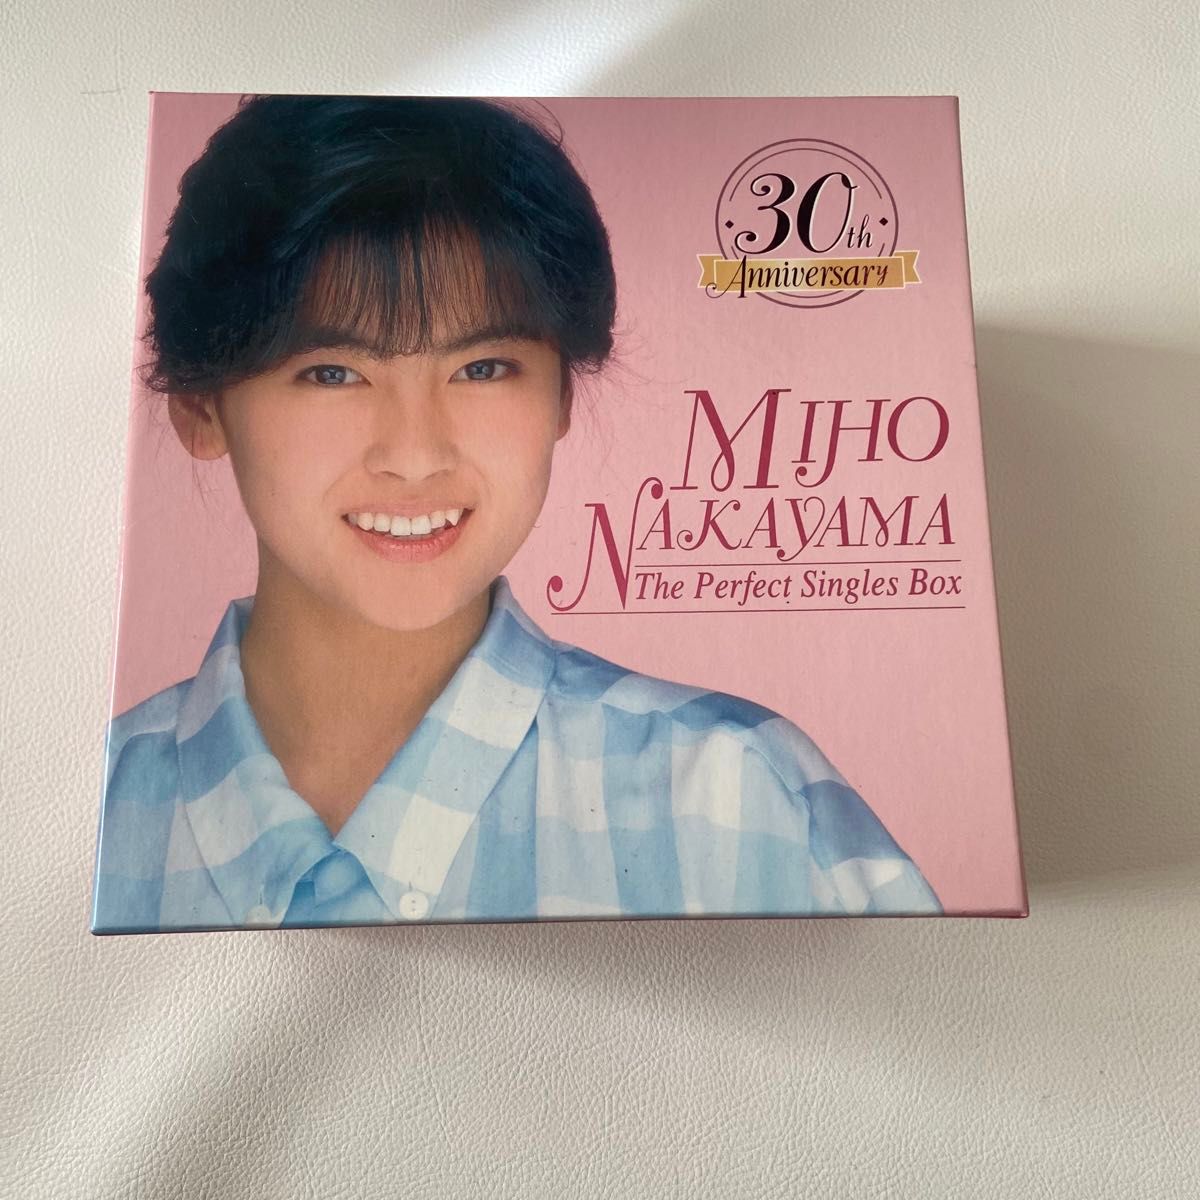 30th
Anniversary
MIHO
NAKAYAMA
The Perfect Singles Box